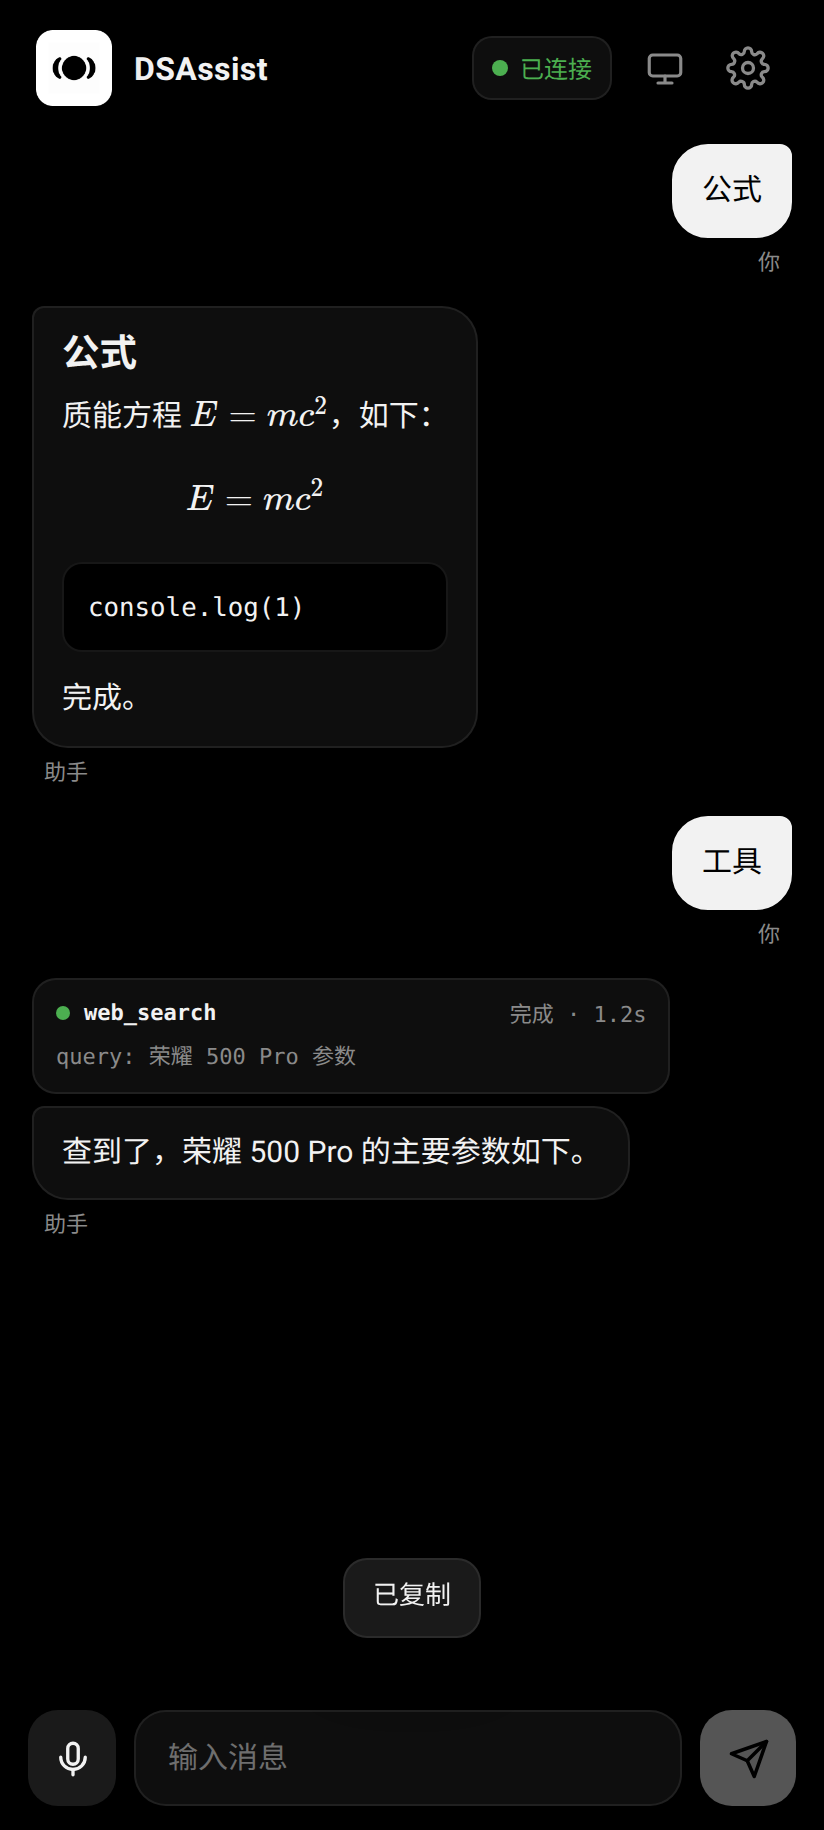 DSAssist
已连接
公式
你
公式
质能方程 E = mc²，如下：
E = mc²
console.log(1)
完成。
助手
工具
你
web_search 完成 · 1.2s
query: 荣耀 500 Pro 参数
查到了，荣耀 500 Pro 的主要参数如下。
助手
已复制
输入消息